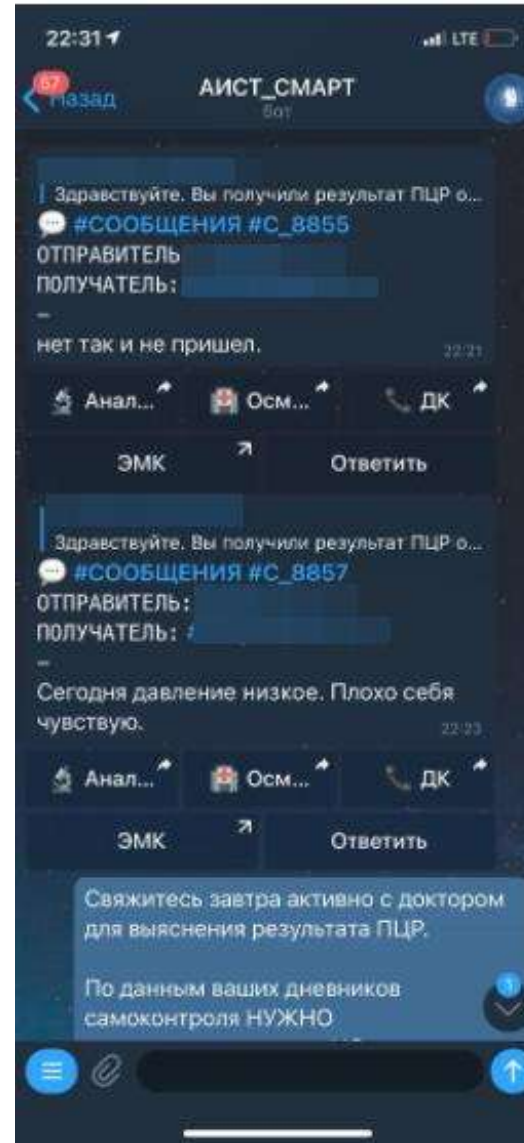 22:31
LTE
67
Назад
АИСТ_СМАРТ
бот
Здравствуйте. Вы получили результат ПЦР о...
#СООБЩЕНИЯ #С_8855
ОТПРАВИТЕЛЬ
ПОЛУЧАТЕЛЬ:
–
нет так и не пришел.
22:21
Анал...
Осм...
ДК
ЭМК
Ответить
Здравствуйте. Вы получили результат ПЦР о...
#СООБЩЕНИЯ #С_8857
ОТПРАВИТЕЛЬ:
ПОЛУЧАТЕЛЬ: #
–
Сегодня давление низкое. Плохо себя
чувствую.
22:23
Анал...
Осм...
ДК
ЭМК
Ответить
Свяжитесь завтра активно с доктором
для выяснения результата ПЦР.
По данным ваших дневников
1
самоконтроля НУЖНО